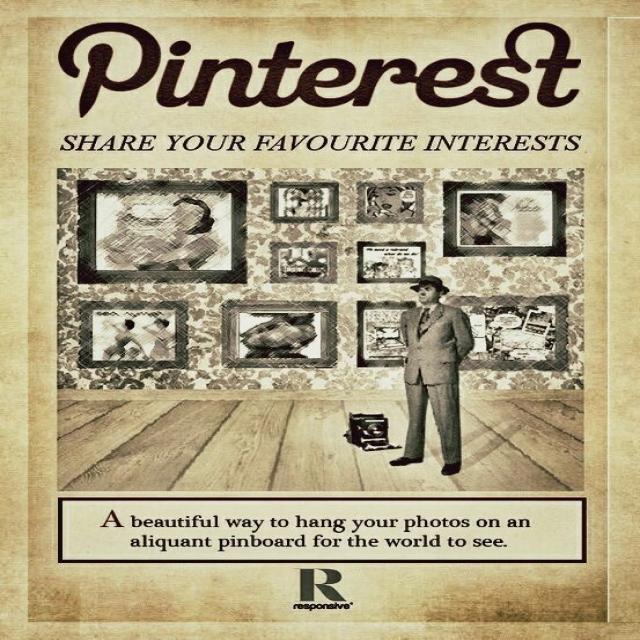 Pinterest
SHARE YOUR FAVOURITE INTERESTS
A beautiful way to hang your photos on an
aliquant pinboard for the world to see.
R
responsive